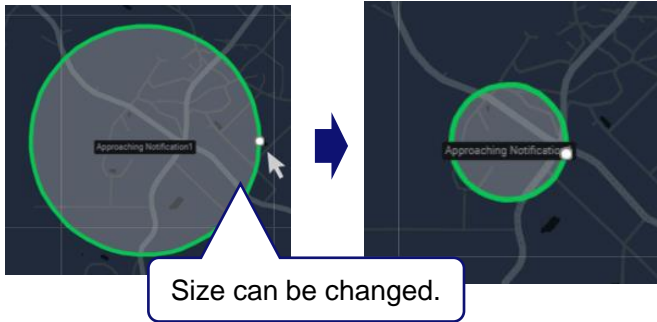 Approaching Notification1
Approaching Notification
Size can be changed.